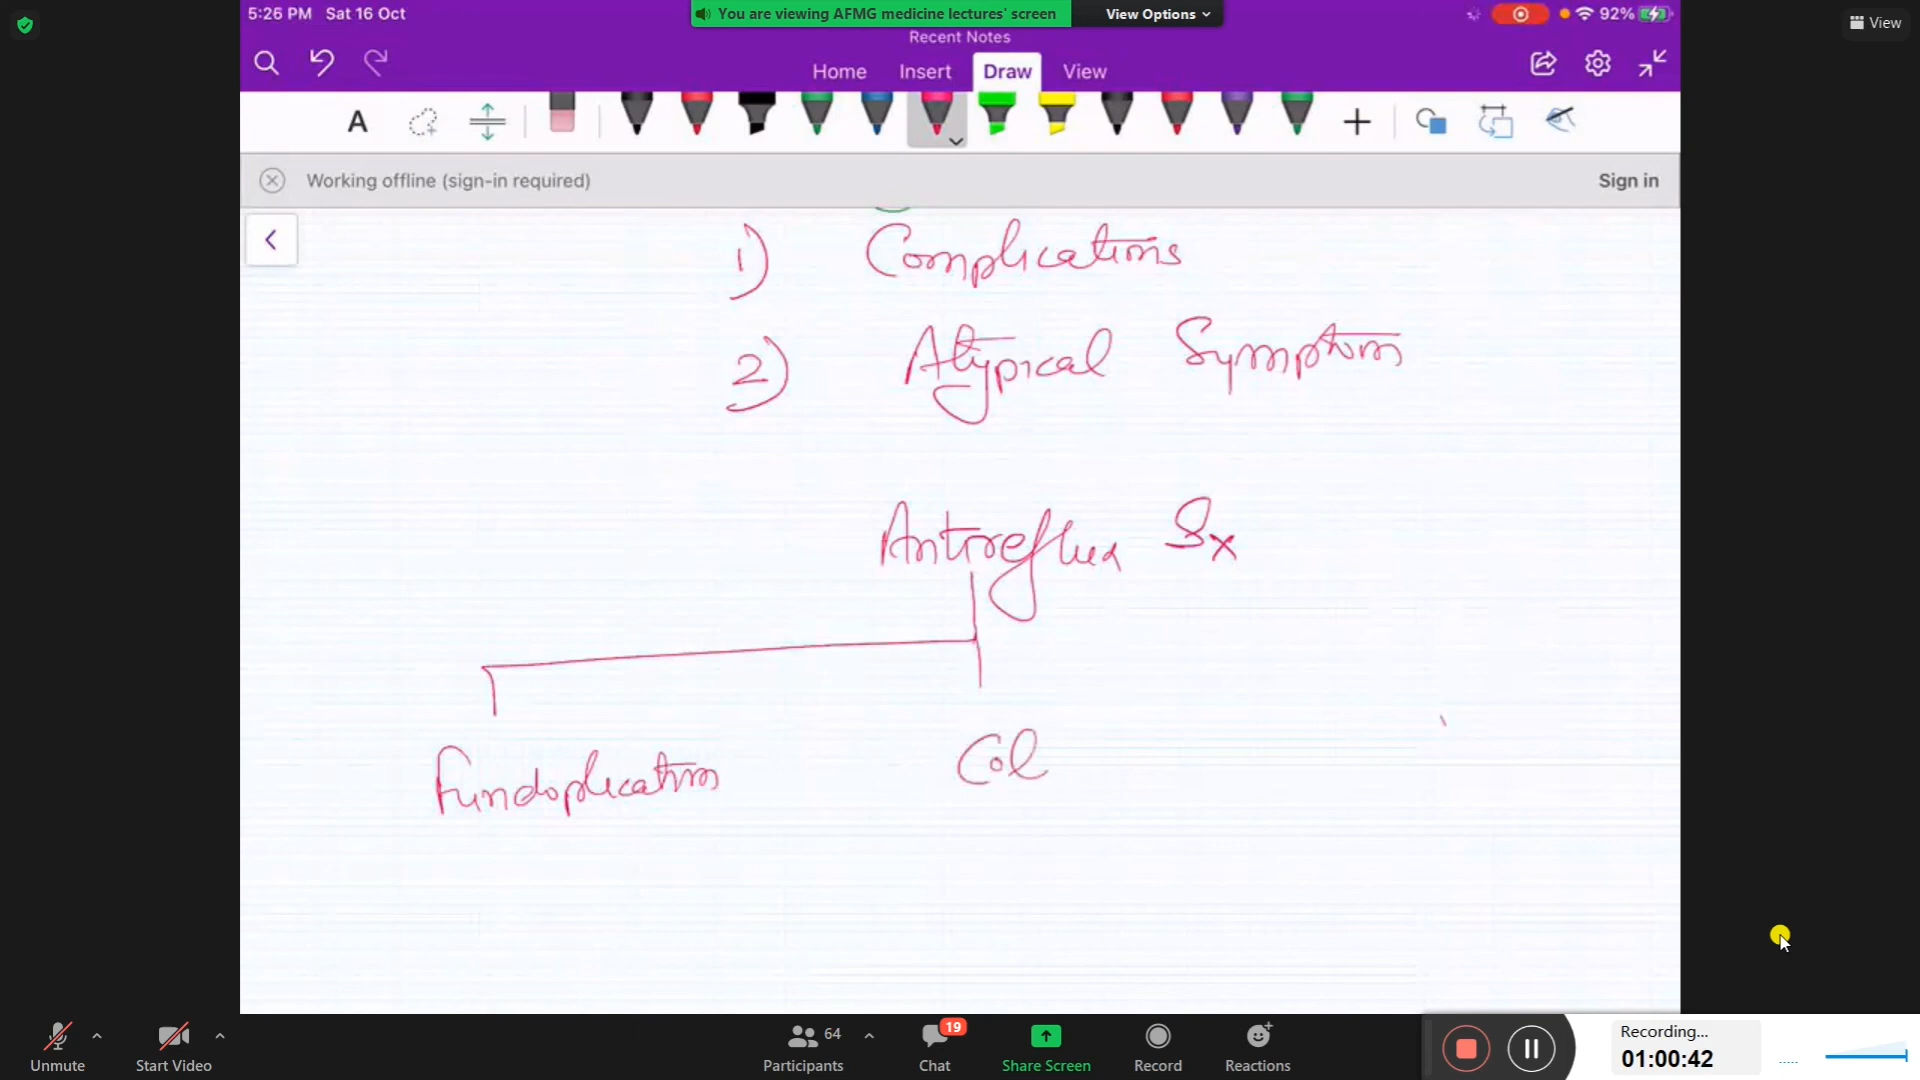 5:26 PM Sat 16 Oct
You are viewing AFMG medicine lectures' screen
View Options
92%
View
Recent Notes
Home Insert Draw View
A
Working offline (sign-in required)
Sign in
1) Complications
2) Atypical Symptom
Antireflux Sx
Fundoplication Col
Unmute
Start Video
64
Participants
19
Chat
Share Screen
Record
Reactions
Recording...
01:00:42